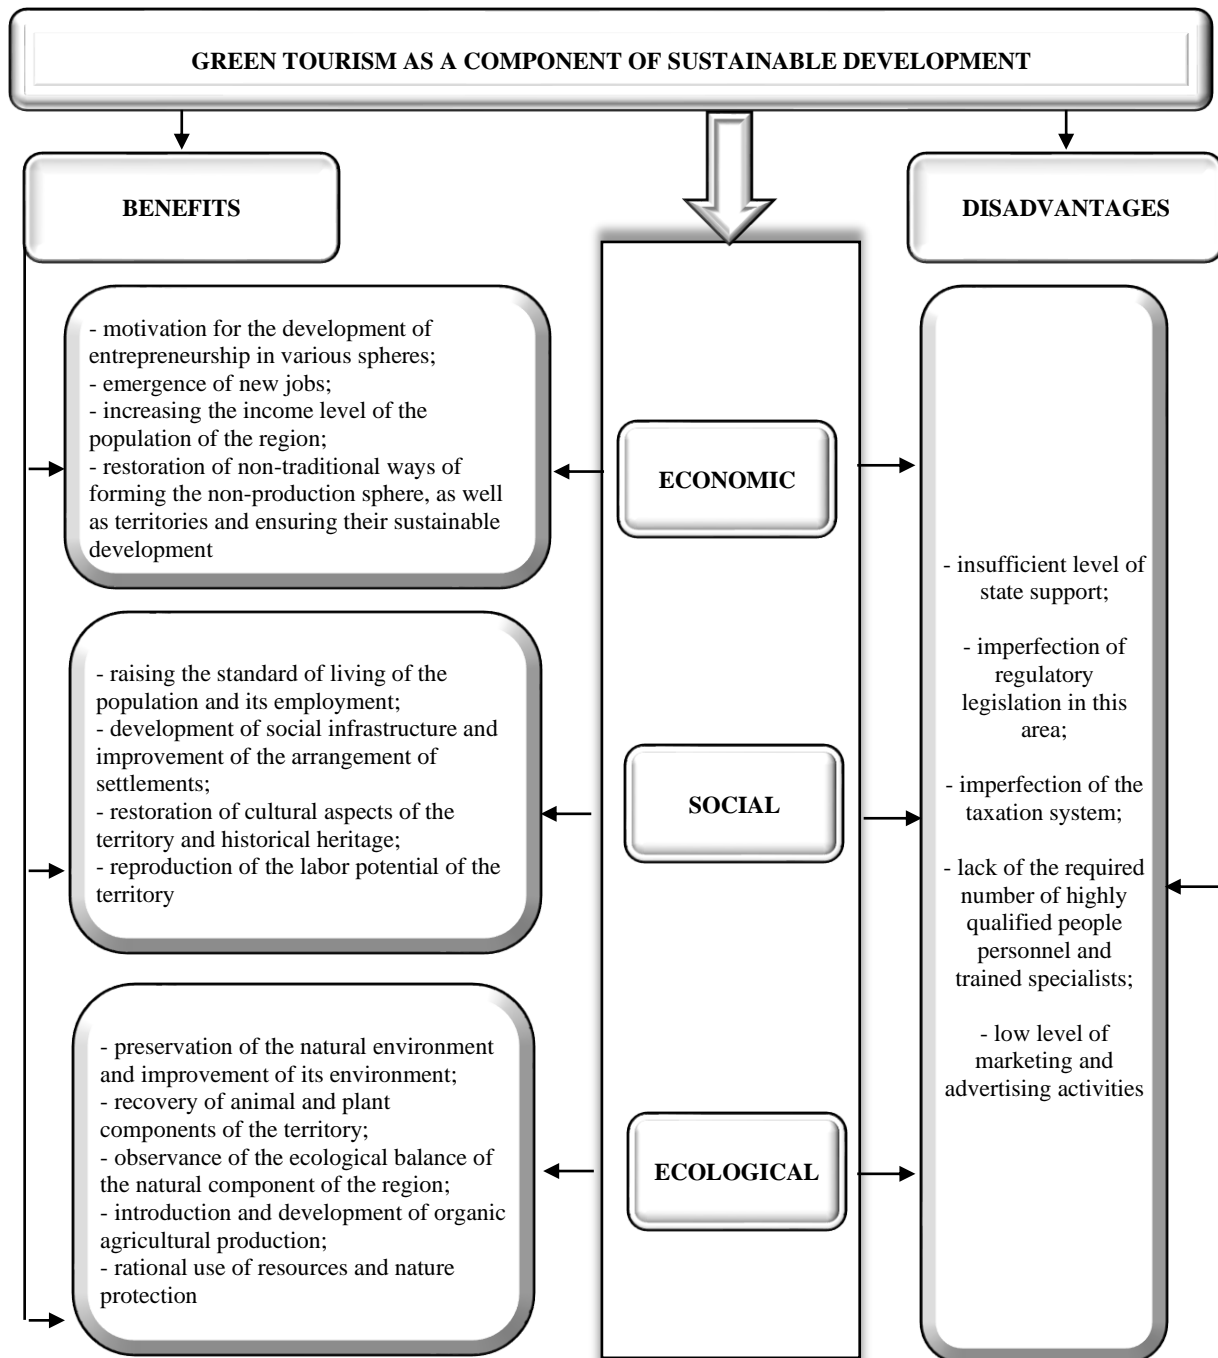 GREEN TOURISM AS A COMPONENT OF SUSTAINABLE DEVELOPMENT
BENEFITS
DISADVANTAGES
- motivation for the development of
entrepreneurship in various spheres;
- emergence of new jobs;
- increasing the income level of the
population of the region;
- restoration of non-traditional ways of
forming the non-production sphere, as well
as territories and ensuring their sustainable
development
ECONOMIC
- raising the standard of living of the
population and its employment;
- development of social infrastructure and
improvement of the arrangement of
settlements;
- restoration of cultural aspects of the
territory and historical heritage;
- reproduction of the labor potential of the
territory
SOCIAL
- preservation of the natural environment
and improvement of its environment;
- recovery of animal and plant
components of the territory;
- observance of the ecological balance of
the natural component of the region;
- introduction and development of organic
agricultural production;
- rational use of resources and nature
protection
ECOLOGICAL
- insufficient level of
state support;
- imperfection of
regulatory
legislation in this
area;
- imperfection of the
taxation system;
- lack of the required
number of highly
qualified people
personnel and
trained specialists;
- low level of
marketing and
advertising activities